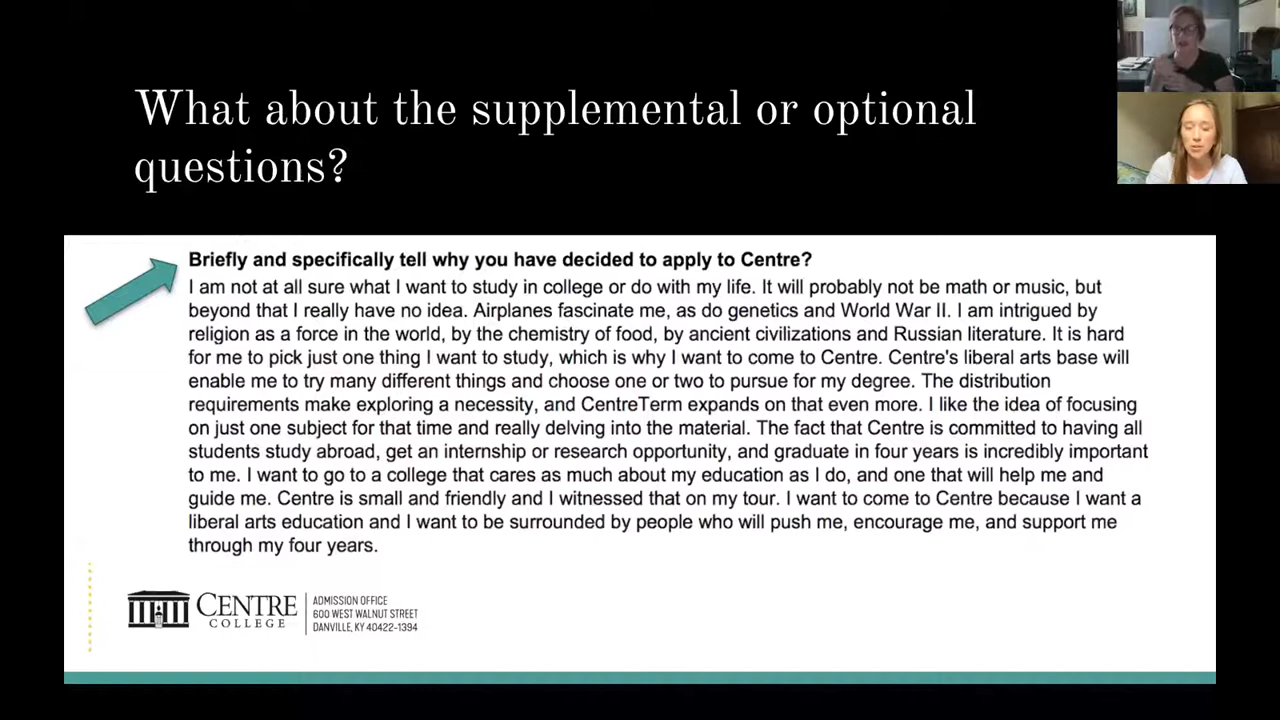 What about the supplemental or optional
questions?
Briefly and specifically tell why you have decided to apply to Centre?
I am not at all sure what I want to study in college or do with my life. It will probably not be math or music, but
beyond that I really have no idea. Airplanes fascinate me, as do genetics and World War II. I am intrigued by
religion as a force in the world, by the chemistry of food, by ancient civilizations and Russian literature. It is hard
for me to pick just one thing I want to study, which is why I want to come to Centre. Centre's liberal arts base will
enable me to try many different things and choose one or two to pursue for my degree. The distribution
requirements make exploring a necessity, and CentreTerm expands on that even more. I like the idea of focusing
on just one subject for that time and really delving into the material. The fact that Centre is committed to having all
students study abroad, get an internship or research opportunity, and graduate in four years is incredibly important
to me. I want to go to a college that cares as much about my education as I do, and one that will help me and
guide me. Centre is small and friendly and I witnessed that on my tour. I want to come to Centre because I want a
liberal arts education and I want to be surrounded by people who will push me, encourage me, and support me
through my four years.
CENTRE
COLLEGE
ADMISSION OFFICE
600 WEST WALNUT STREET
DANVILLE, KY 40422-1394